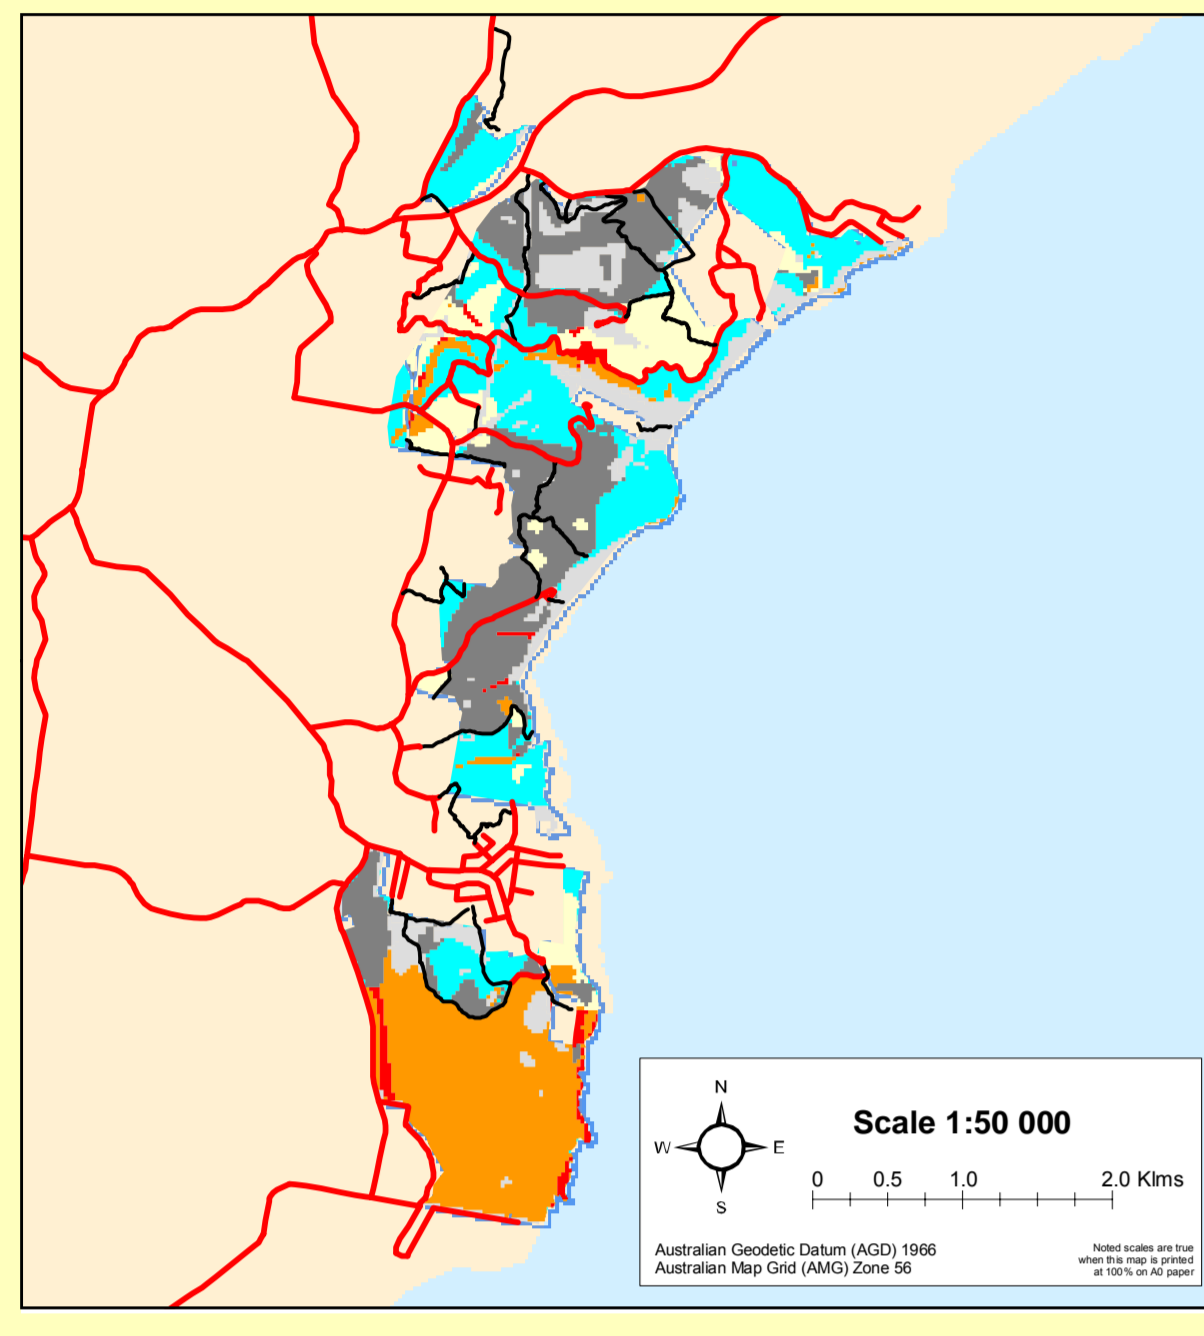 N
W E
S
Scale 1:50 000
0 0.5 1.0 2.0 Klms
Australian Geodetic Datum (AGD) 1966
Australian Map Grid (AMG) Zone 56
Noted scales are true
when this map is printed
at 100% on A0 paper